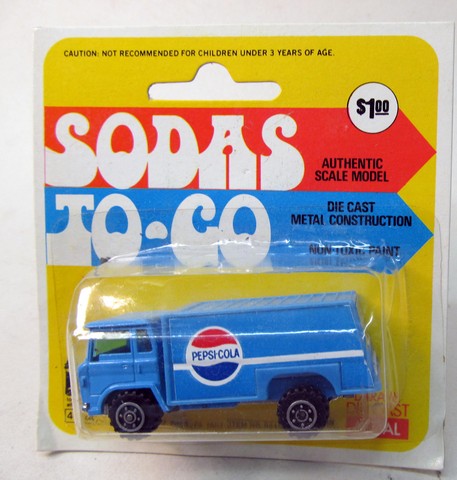 CAUTION: NOT RECOMMENDED FOR CHILDREN UNDER 3 YEARS OF AGE.
$1.00
SODAS
TO-GO
AUTHENTIC
SCALE MODEL
DIE CAST
METAL CONSTRUCTION
NON TOXIC PAINT
PEPSI-COLA